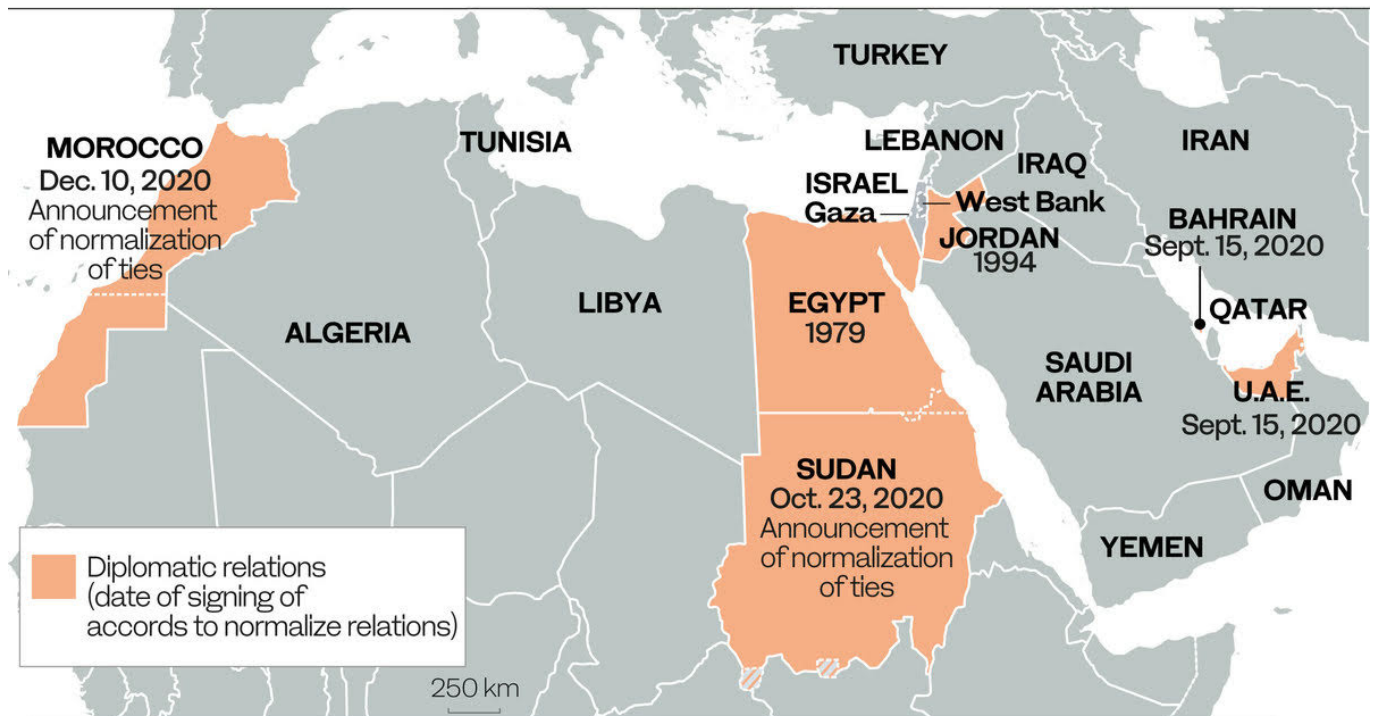 TURKEY
MOROCCO
Dec. 10, 2020
Announcement
of normalization
of ties
TUNISIA
LEBANON
IRAQ
IRAN
ISRAEL
Gaza
West Bank
JORDAN
1994
BAHRAIN
Sept. 15, 2020
QATAR
ALGERIA
LIBYA
EGYPT
1979
SAUDI
ARABIA
U.A.E.
Sept. 15, 2020
SUDAN
Oct. 23, 2020
Announcement
of normalization
of ties
OMAN
YEMEN
Diplomatic relations
(date of signing of
accords to normalize relations)
250 km